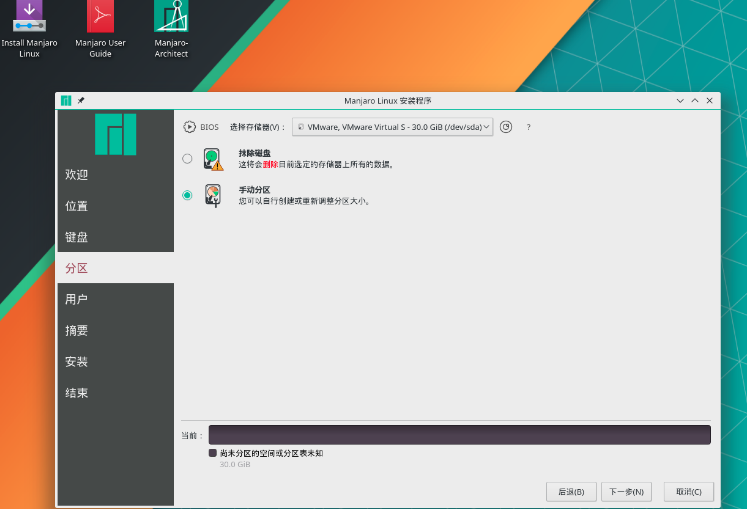 Install Manjaro
Linux
Manjaro User
Guide
Manjaro-
Architect
Manjaro Linux 安装程序
欢迎
位置
键盘
分区
用户
摘要
安装
结束
BIOS
选择存储器(V)：
VMware, VMware Virtual S - 30.0 GiB (/dev/sda)
?
抹除磁盘
这将会删除目前选定的存储器上所有的数据。
手动分区
您可以自行创建或重新调整分区大小。
当前：
尚未分区的空间或分区表未知
30.0 GiB
后退(B)
下一步(N)
取消(C)